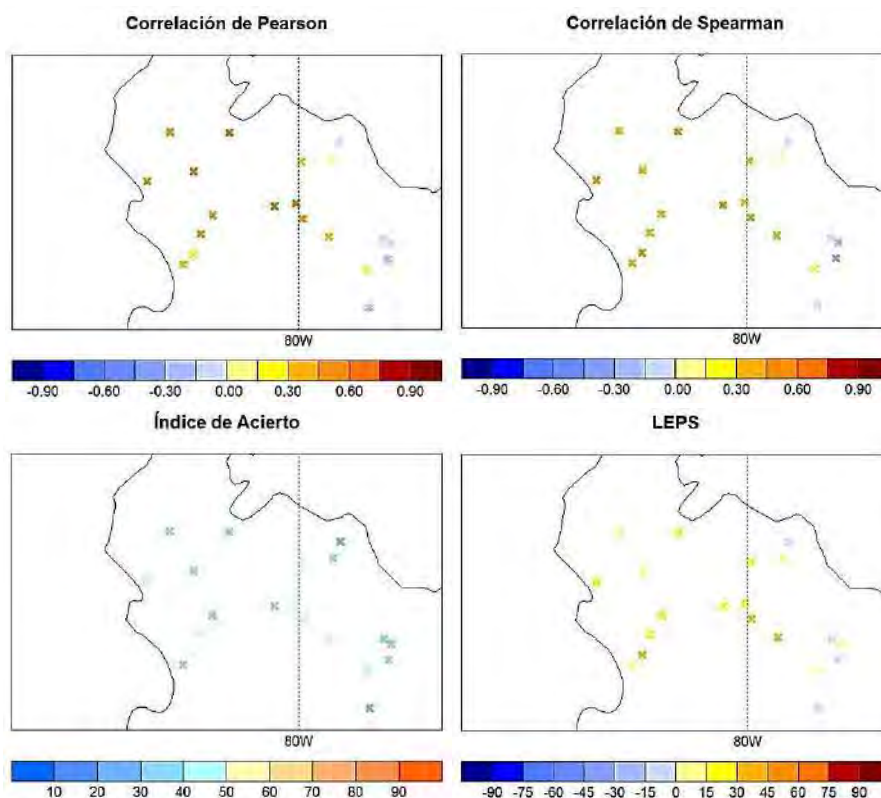 Correlación de Pearson
Correlación de Spearman
80W
80W
-0.90 -0.60 -0.30 0.00 0.30 0.60 0.90
-0.90 -0.60 -0.30 0.00 0.30 0.60 0.90
Índice de Acierto
LEPS
80W
80W
10 20 30 40 50 60 70 80 90
-90 -75 -60 -45 -30 -15 0 15 30 45 60 75 90